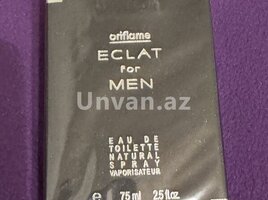 oriflame
ECLAT
for
MEN
Unvan.az
EAU DE
TOILETTE
NATURAL
SPRAY
VAPORISATEUR
e 75 ml 2.5 fl.oz.